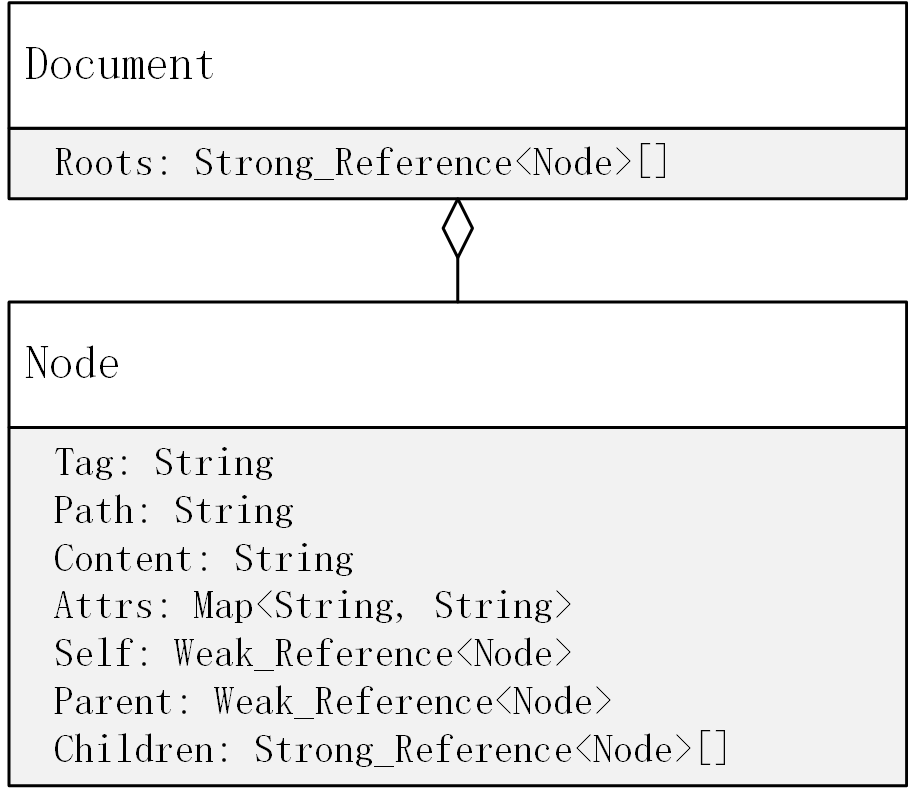 Document
Roots: Strong_Reference<Node>[]
Node
Tag: String
Path: String
Content: String
Attrs: Map<String, String>
Self: Weak_Reference<Node>
Parent: Weak_Reference<Node>
Children: Strong_Reference<Node>[]